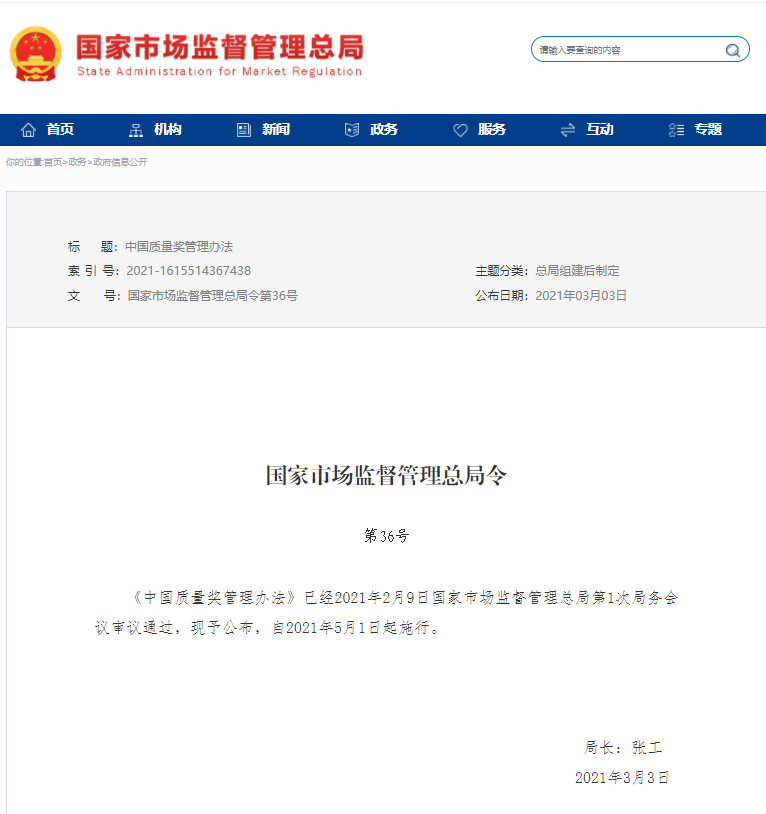 国家市场监督管理总局
State Administration for Market Regulation
请输入要查询的内容
首页 机构 新闻 政务 服务 互动 专题
你的位置:首页>政务>政府信息公开
标 题：中国质量奖管理办法
索 引 号：2021-1615514367438 主题分类：总局组建后制定
文 号：国家市场监督管理总局令第36号 公布日期：2021年03月03日
国家市场监督管理总局令
第36号
《中国质量奖管理办法》已经2021年2月9日国家市场监督管理总局第1次局务会
议审议通过，现予公布，自2021年5月1日起施行。
局长：张工
2021年3月3日